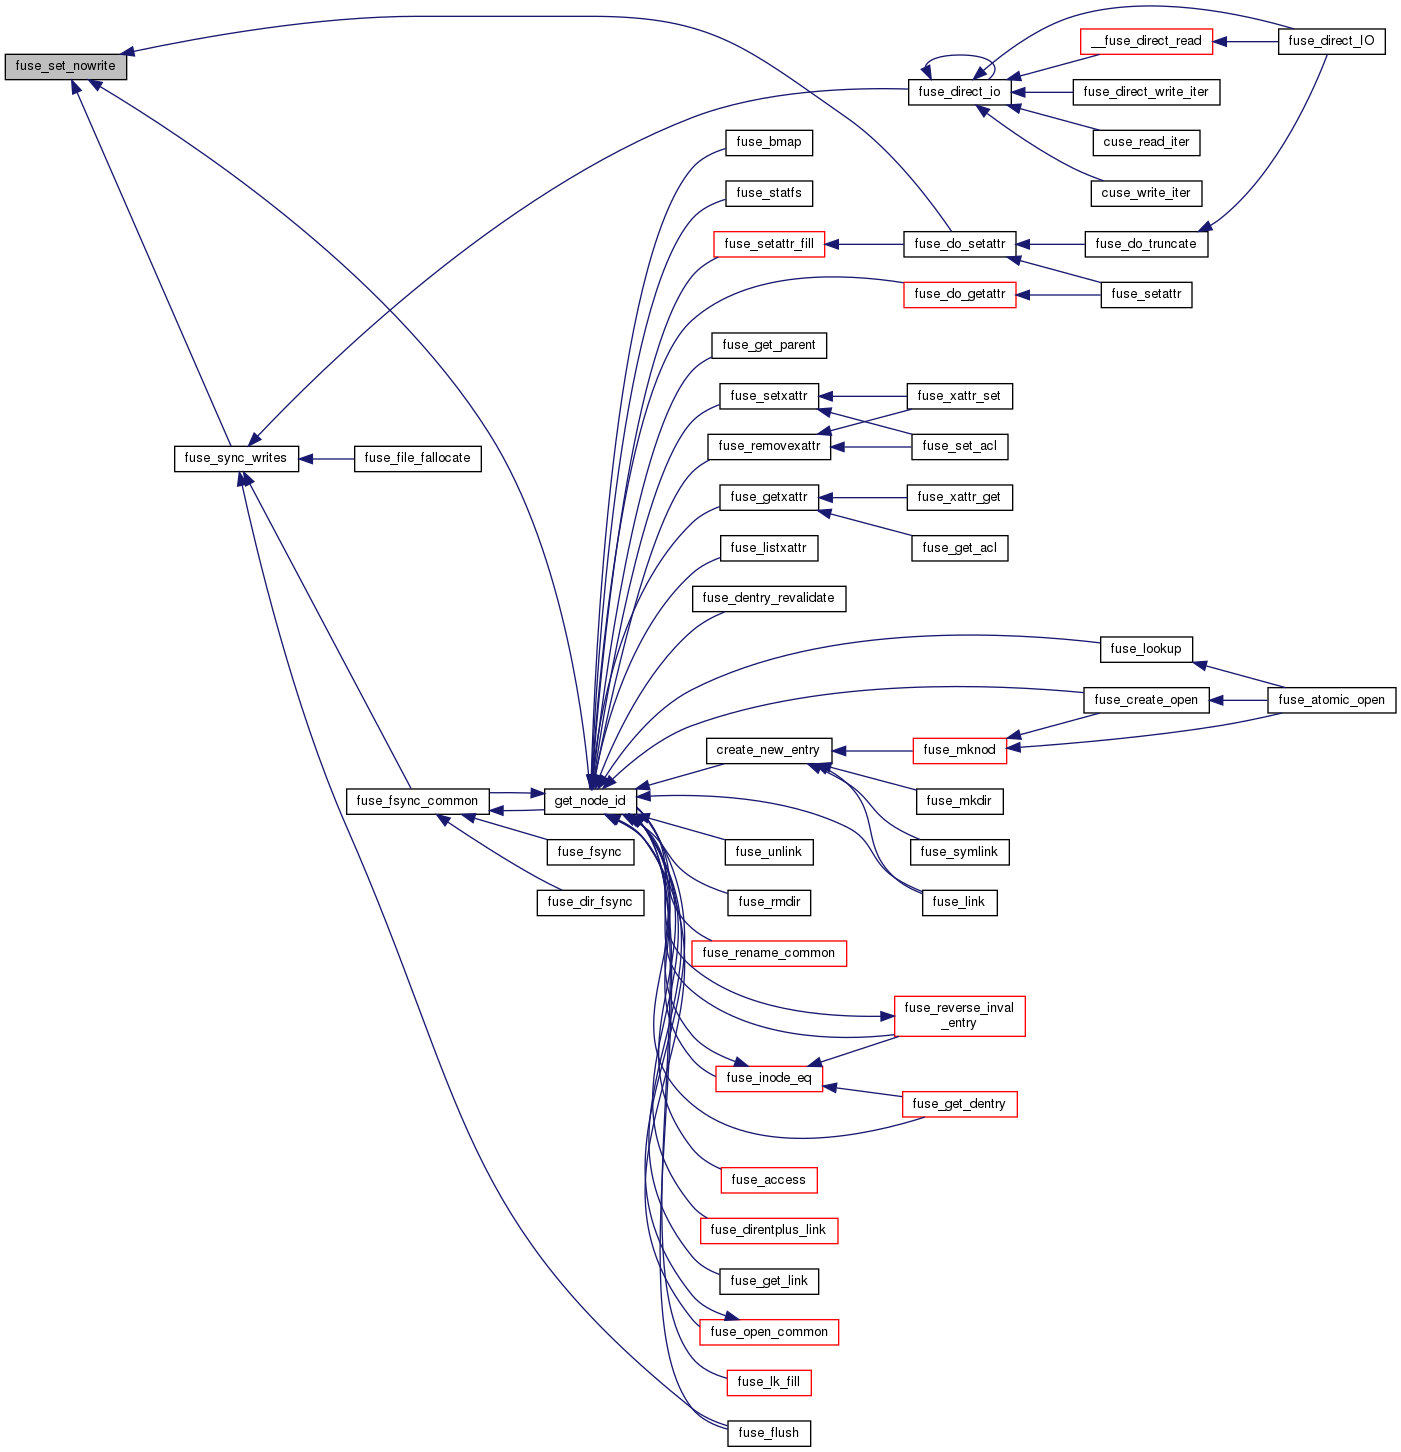 fuse_set_nowrite
fuse_sync_writes
fuse_file_fallocate
fuse_fsync_common
get_node_id
fuse_fsync
fuse_dir_fsync
fuse_bmap
fuse_statfs
fuse_setattr_fill
fuse_get_parent
fuse_setxattr
fuse_removexattr
fuse_getxattr
fuse_listxattr
fuse_dentry_revalidate
create_new_entry
fuse_unlink
fuse_rmdir
fuse_rename_common
fuse_inode_eq
fuse_access
fuse_direntplus_link
fuse_get_link
fuse_open_common
fuse_lk_fill
fuse_flush
fuse_direct_io
fuse_do_setattr
fuse_do_getattr
fuse_xattr_set
fuse_set_acl
fuse_xattr_get
fuse_get_acl
fuse_mknod
fuse_mkdir
fuse_symlink
fuse_link
fuse_reverse_inval
_entry
fuse_get_dentry
__fuse_direct_read
fuse_direct_write_iter
cuse_read_iter
cuse_write_iter
fuse_do_truncate
fuse_setattr
fuse_lookup
fuse_create_open
fuse_direct_IO
fuse_atomic_open